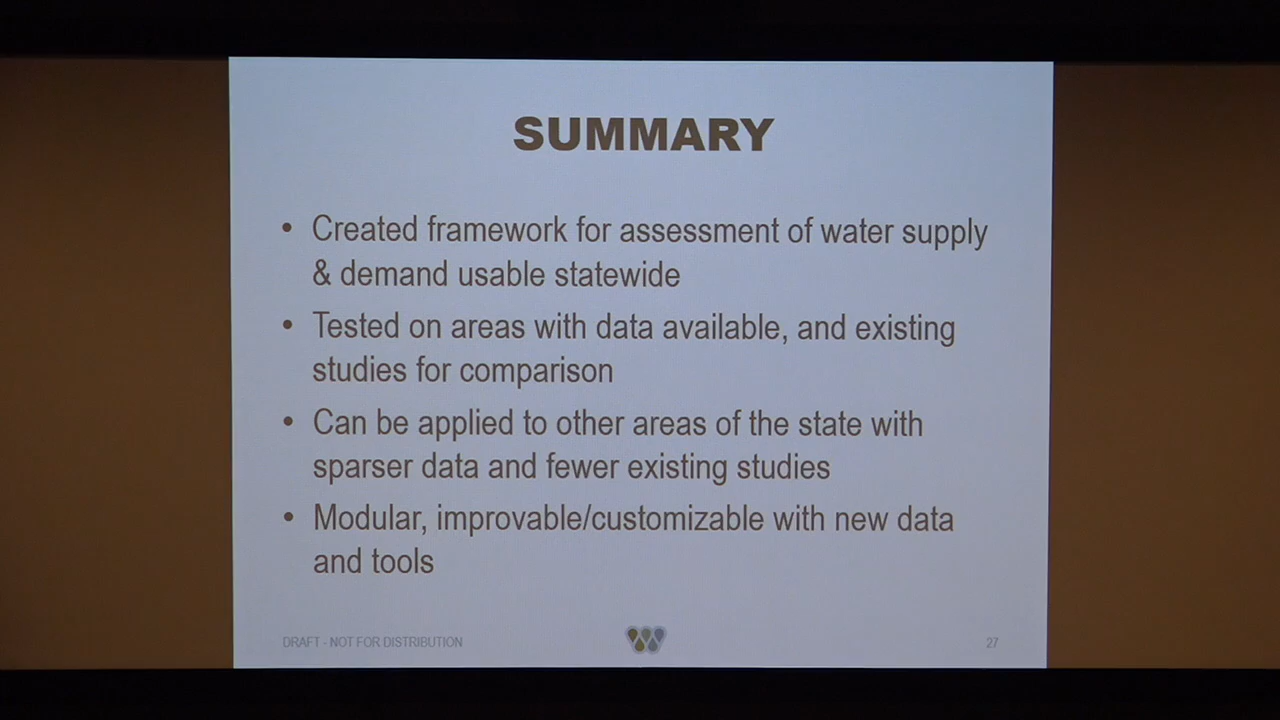 SUMMARY
• Created framework for assessment of water supply
& demand usable statewide
• Tested on areas with data available, and existing
studies for comparison
• Can be applied to other areas of the state with
sparser data and fewer existing studies
• Modular, improvable/customizable with new data
and tools
DRAFT - NOT FOR DISTRIBUTION
27